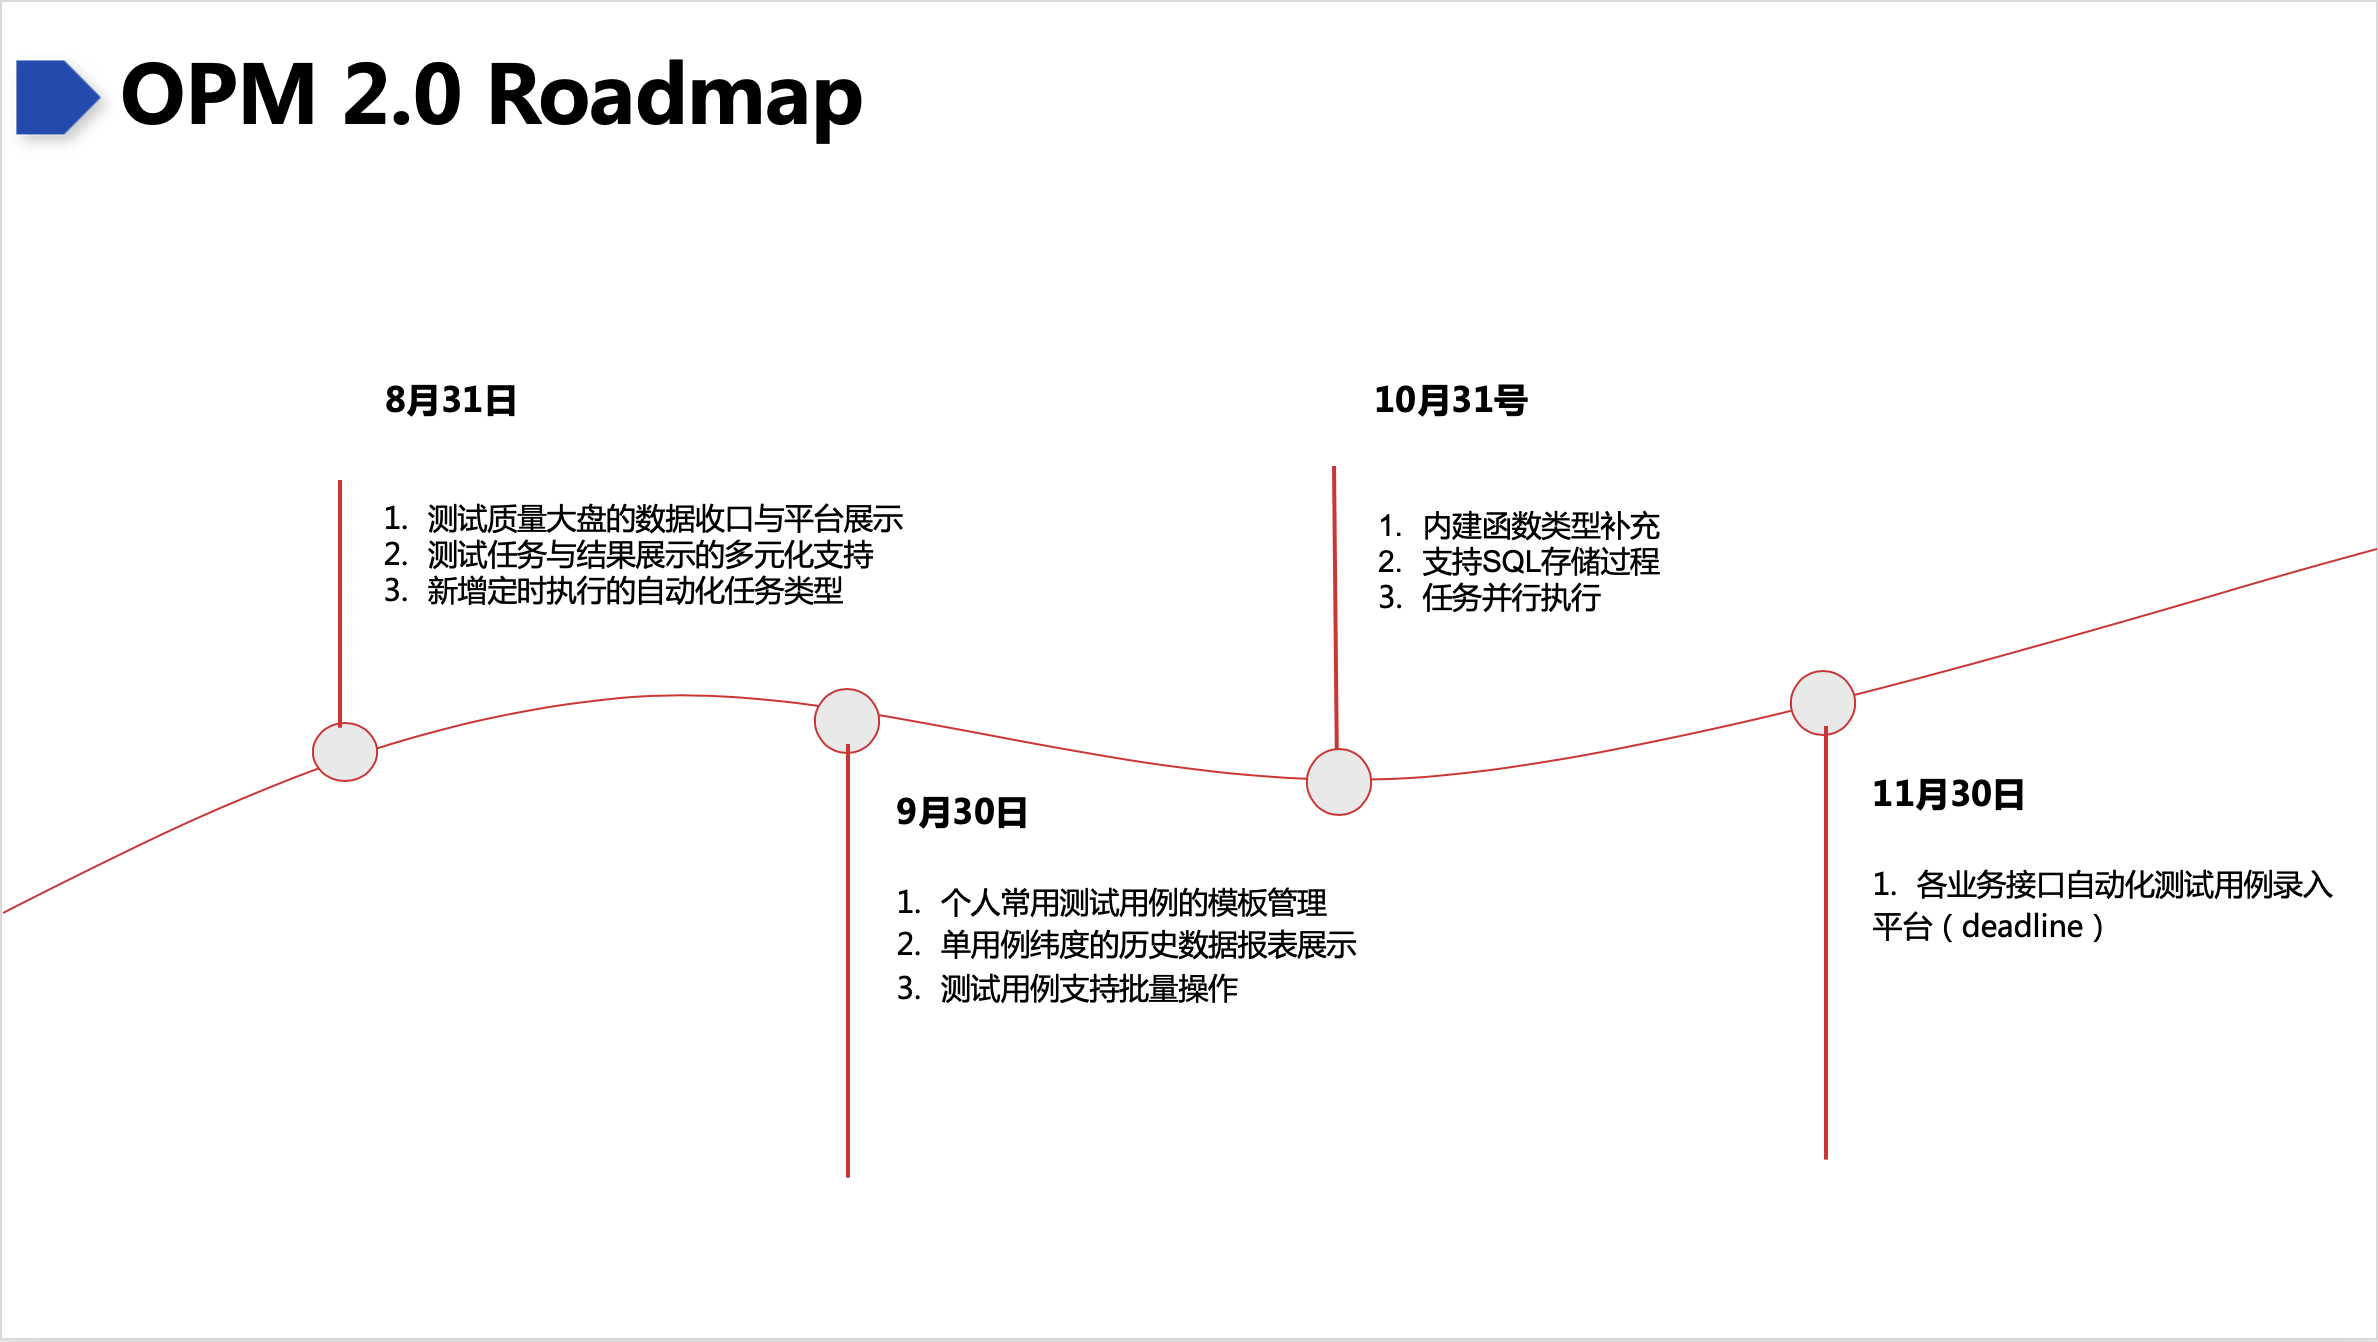 OPM 2.0 Roadmap
8月31日
1. 测试质量大盘的数据收口与平台展示
2. 测试任务与结果展示的多元化支持
3. 新增定时执行的自动化任务类型
9月30日
1. 个人常用测试用例的模板管理
2. 单用例纬度的历史数据报表展示
3. 测试用例支持批量操作
10月31号
1. 内建函数类型补充
2. 支持SQL存储过程
3. 任务并行执行
11月30日
1. 各业务接口自动化测试用例录入
平台（deadline）